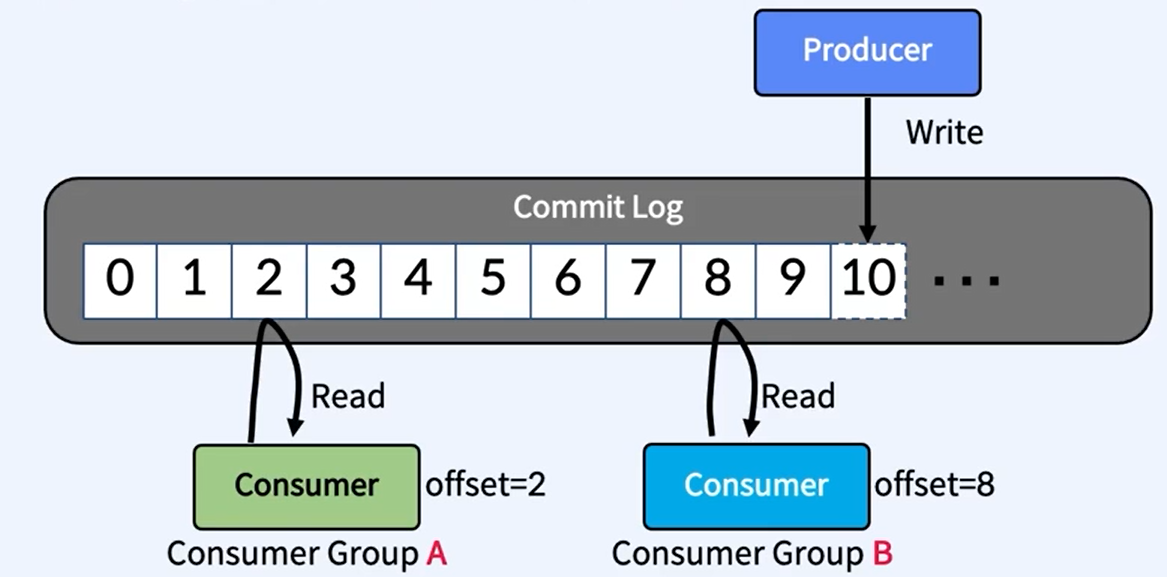 Producer
Write
Commit Log
0 1 2 3 4 5 6 7 8 9 10 ...
Read
Read
Consumer offset=2
Consumer offset=8
Consumer Group A
Consumer Group B